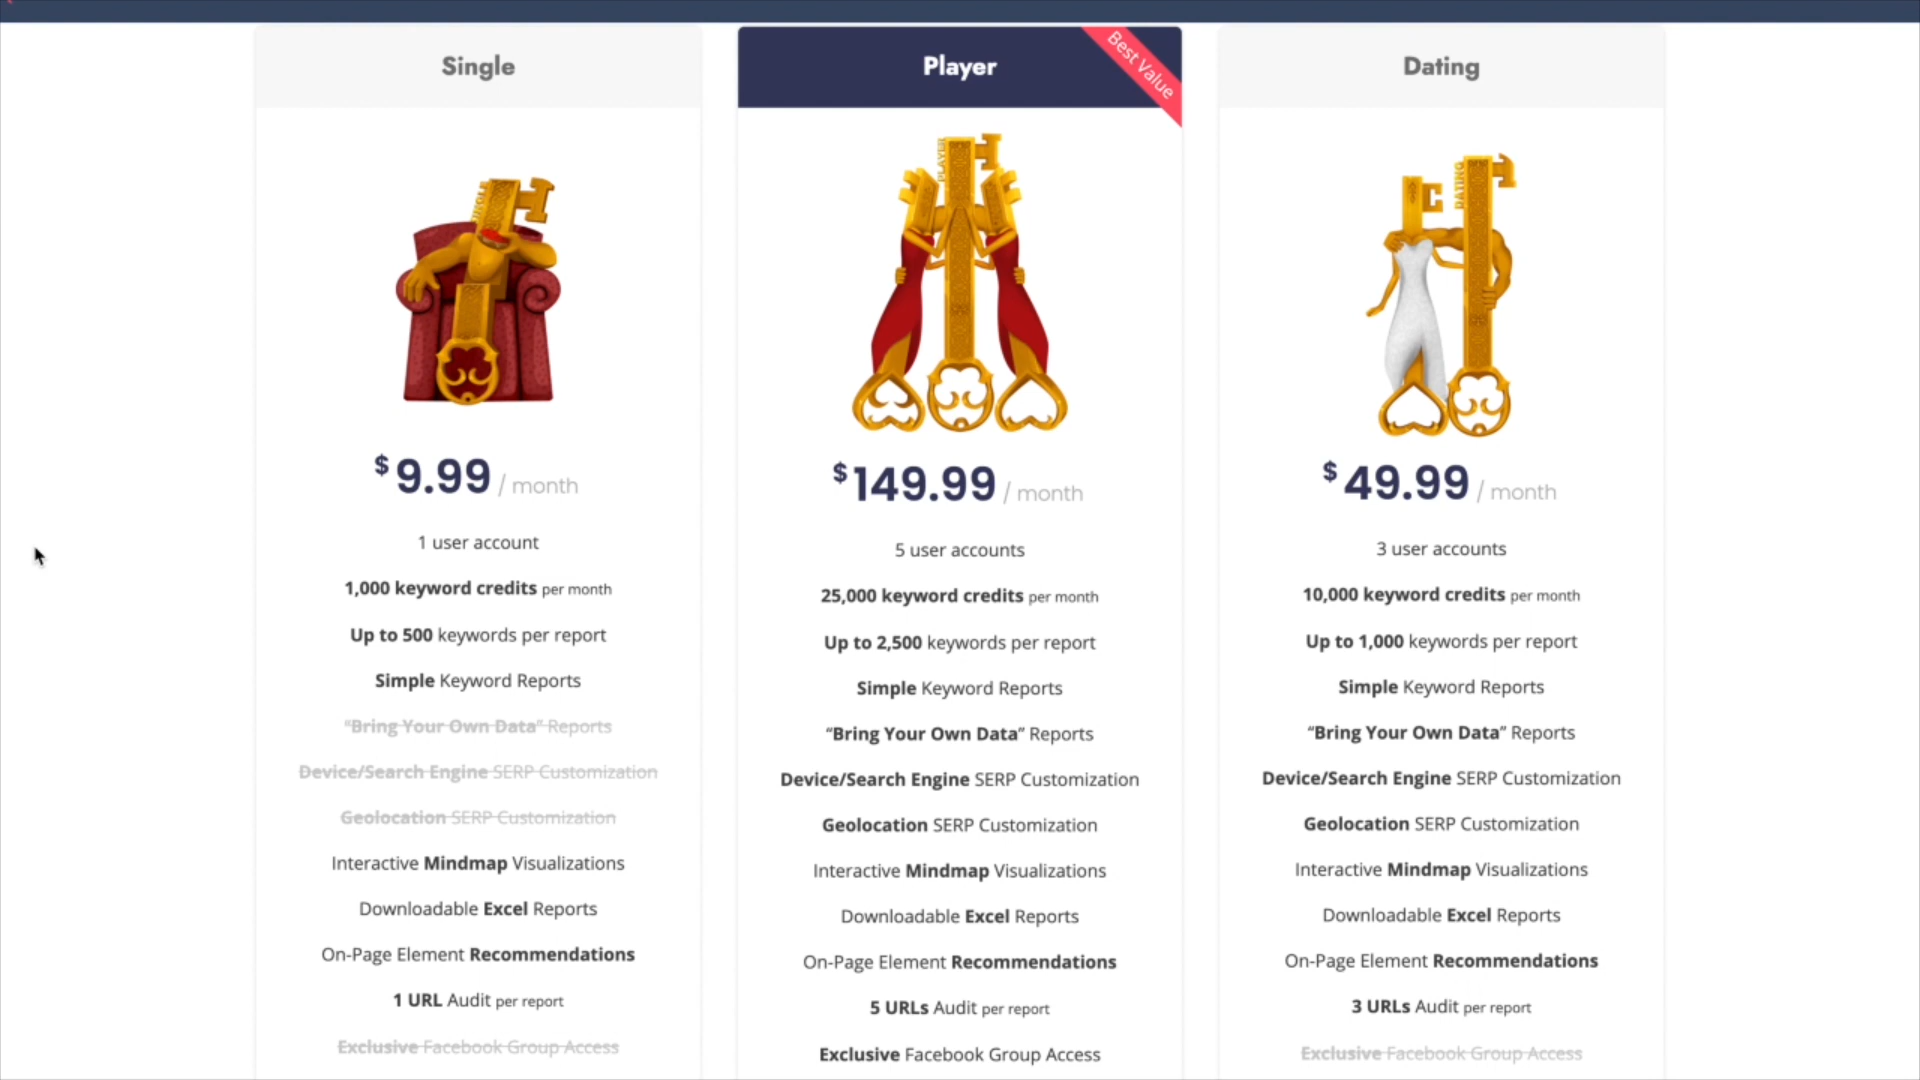 Single
$9.99 / month
1 user account
1,000 keyword credits per month
Up to 500 keywords per report
Simple Keyword Reports
“Bring Your Own Data” Reports
Device/Search Engine SERP Customization
Geolocation SERP Customization
Interactive Mindmap Visualizations
Downloadable Excel Reports
On-Page Element Recommendations
1 URL Audit per report
Exclusive Facebook Group Access
Player
Best Value
PLAYER
$149.99 / month
5 user accounts
25,000 keyword credits per month
Up to 2,500 keywords per report
Simple Keyword Reports
“Bring Your Own Data” Reports
Device/Search Engine SERP Customization
Geolocation SERP Customization
Interactive Mindmap Visualizations
Downloadable Excel Reports
On-Page Element Recommendations
5 URLs Audit per report
Exclusive Facebook Group Access
Dating
DATING
$49.99 / month
3 user accounts
10,000 keyword credits per month
Up to 1,000 keywords per report
Simple Keyword Reports
“Bring Your Own Data” Reports
Device/Search Engine SERP Customization
Geolocation SERP Customization
Interactive Mindmap Visualizations
Downloadable Excel Reports
On-Page Element Recommendations
3 URLs Audit per report
Exclusive Facebook Group Access